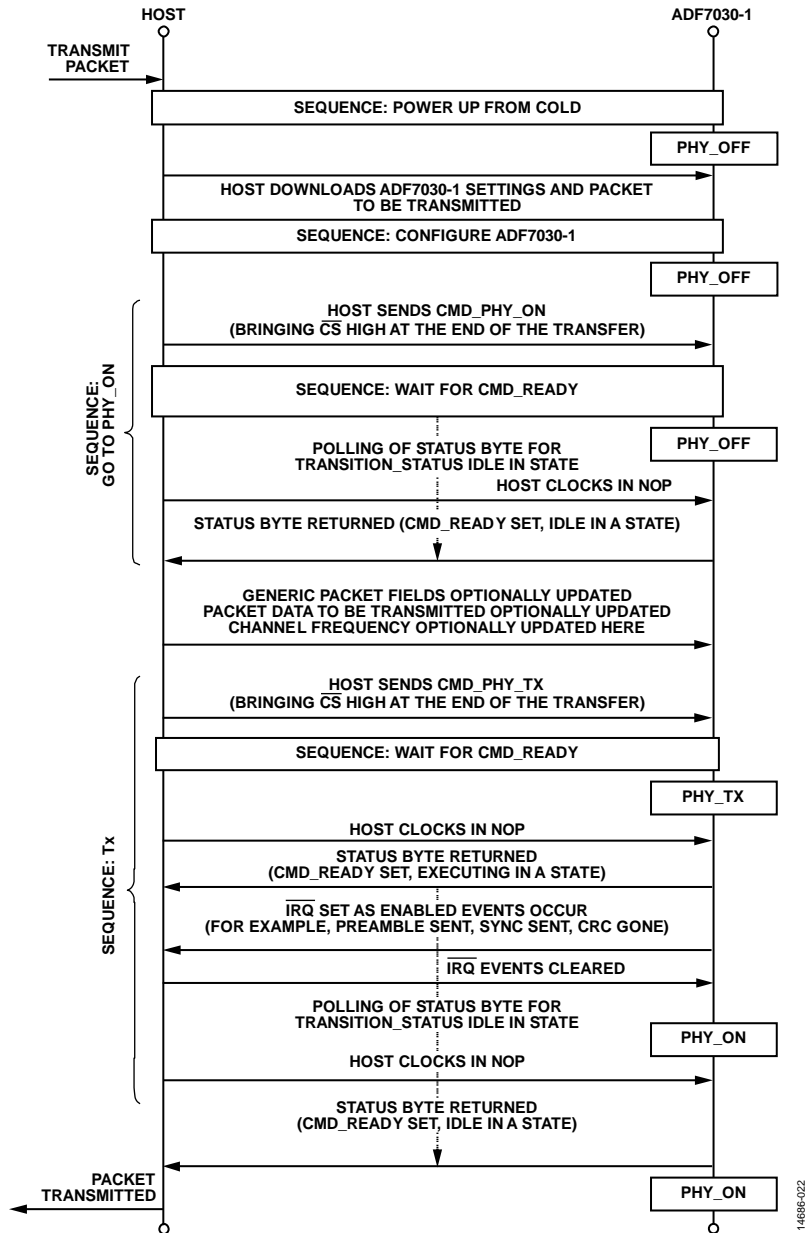 HOST
ADF7030-1
TRANSMIT
PACKET
SEQUENCE: POWER UP FROM COLD
PHY_OFF
HOST DOWNLOADS ADF7030-1 SETTINGS AND PACKET
TO BE TRANSMITTED
SEQUENCE: CONFIGURE ADF7030-1
PHY_OFF
SEQUENCE:
GO TO PHY_ON
HOST SENDS CMD_PHY_ON
(BRINGING CS HIGH AT THE END OF THE TRANSFER)
SEQUENCE: WAIT FOR CMD_READY
PHY_OFF
POLLING OF STATUS BYTE FOR
TRANSITION_STATUS IDLE IN STATE
HOST CLOCKS IN NOP
STATUS BYTE RETURNED (CMD_READY SET, IDLE IN A STATE)
GENERIC PACKET FIELDS OPTIONALLY UPDATED
PACKET DATA TO BE TRANSMITTED OPTIONALLY UPDATED
CHANNEL FREQUENCY OPTIONALLY UPDATED HERE
SEQUENCE: Tx
HOST SENDS CMD_PHY_TX
(BRINGING CS HIGH AT THE END OF THE TRANSFER)
SEQUENCE: WAIT FOR CMD_READY
PHY_TX
HOST CLOCKS IN NOP
STATUS BYTE RETURNED
(CMD_READY SET, EXECUTING IN A STATE)
IRQ SET AS ENABLED EVENTS OCCUR
(FOR EXAMPLE, PREAMBLE SENT, SYNC SENT, CRC GONE)
IRQ EVENTS CLEARED
POLLING OF STATUS BYTE FOR
TRANSITION_STATUS IDLE IN STATE
PHY_ON
HOST CLOCKS IN NOP
STATUS BYTE RETURNED
(CMD_READY SET, IDLE IN A STATE)
PACKET
TRANSMITTED
PHY_ON
14686-022